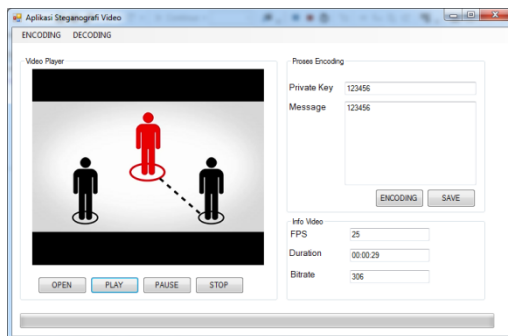 Aplikasi Steganografi Video
ENCODING DECODING
Video Player
OPEN PLAY PAUSE STOP
Proses Encoding
Private Key 123456
Message 123456
ENCODING SAVE
Info Video
FPS 25
Duration 00:00:29
Bitrate 306